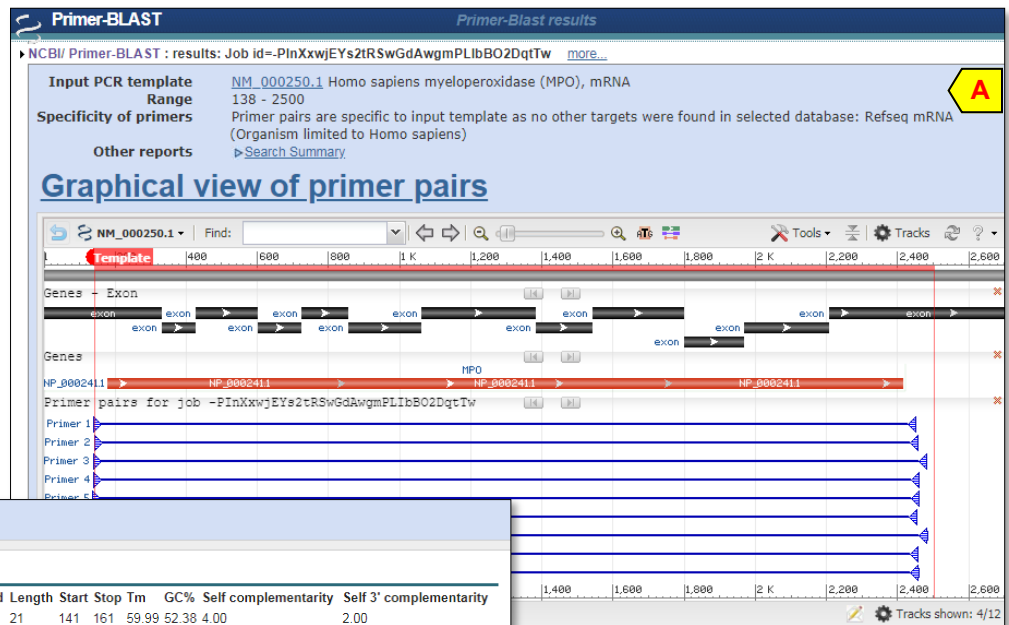 Primer-BLAST Primer-Blast results
NCBI/ Primer-BLAST : results: Job id=-PInXxwjEYs2tRSwGdAwgmPLIbBO2DqtTw more...
Input PCR template NM_000250.1 Homo sapiens myeloperoxidase (MPO), mRNA
A
Range 138 - 2500
Specificity of primers Primer pairs are specific to input template as no other targets were found in selected database: Refseq mRNA
(Organism limited to Homo sapiens)
Other reports Search Summary
Graphical view of primer pairs
NM_000250.1 Find: Tools Tracks ?
1 Template 400 600 800 1 K 1,200 1,400 1,600 1,800 2 K 2,200 2,400 2,600
Genes - Exon
exon exon exon exon exon exon exon
exon exon exon exon exon
exon
Genes
MPO
NP_000241.1 NP_000241.1 NP_000241.1 NP_000241.1
Primer pairs for job -PInXxwjEYs2tRSwGdAwgmPLIbBO2DqtTw
Primer 1
Primer 2
Primer 3
Primer 4
Primer 5
1,400 1,600 1,800 2 K 2,200 2,400 2,600
Tracks shown: 4/12
Length Start Stop Tm GC% Self complementarity Self 3' complementarity
21 141 161 59.99 52.38 4.00 2.00